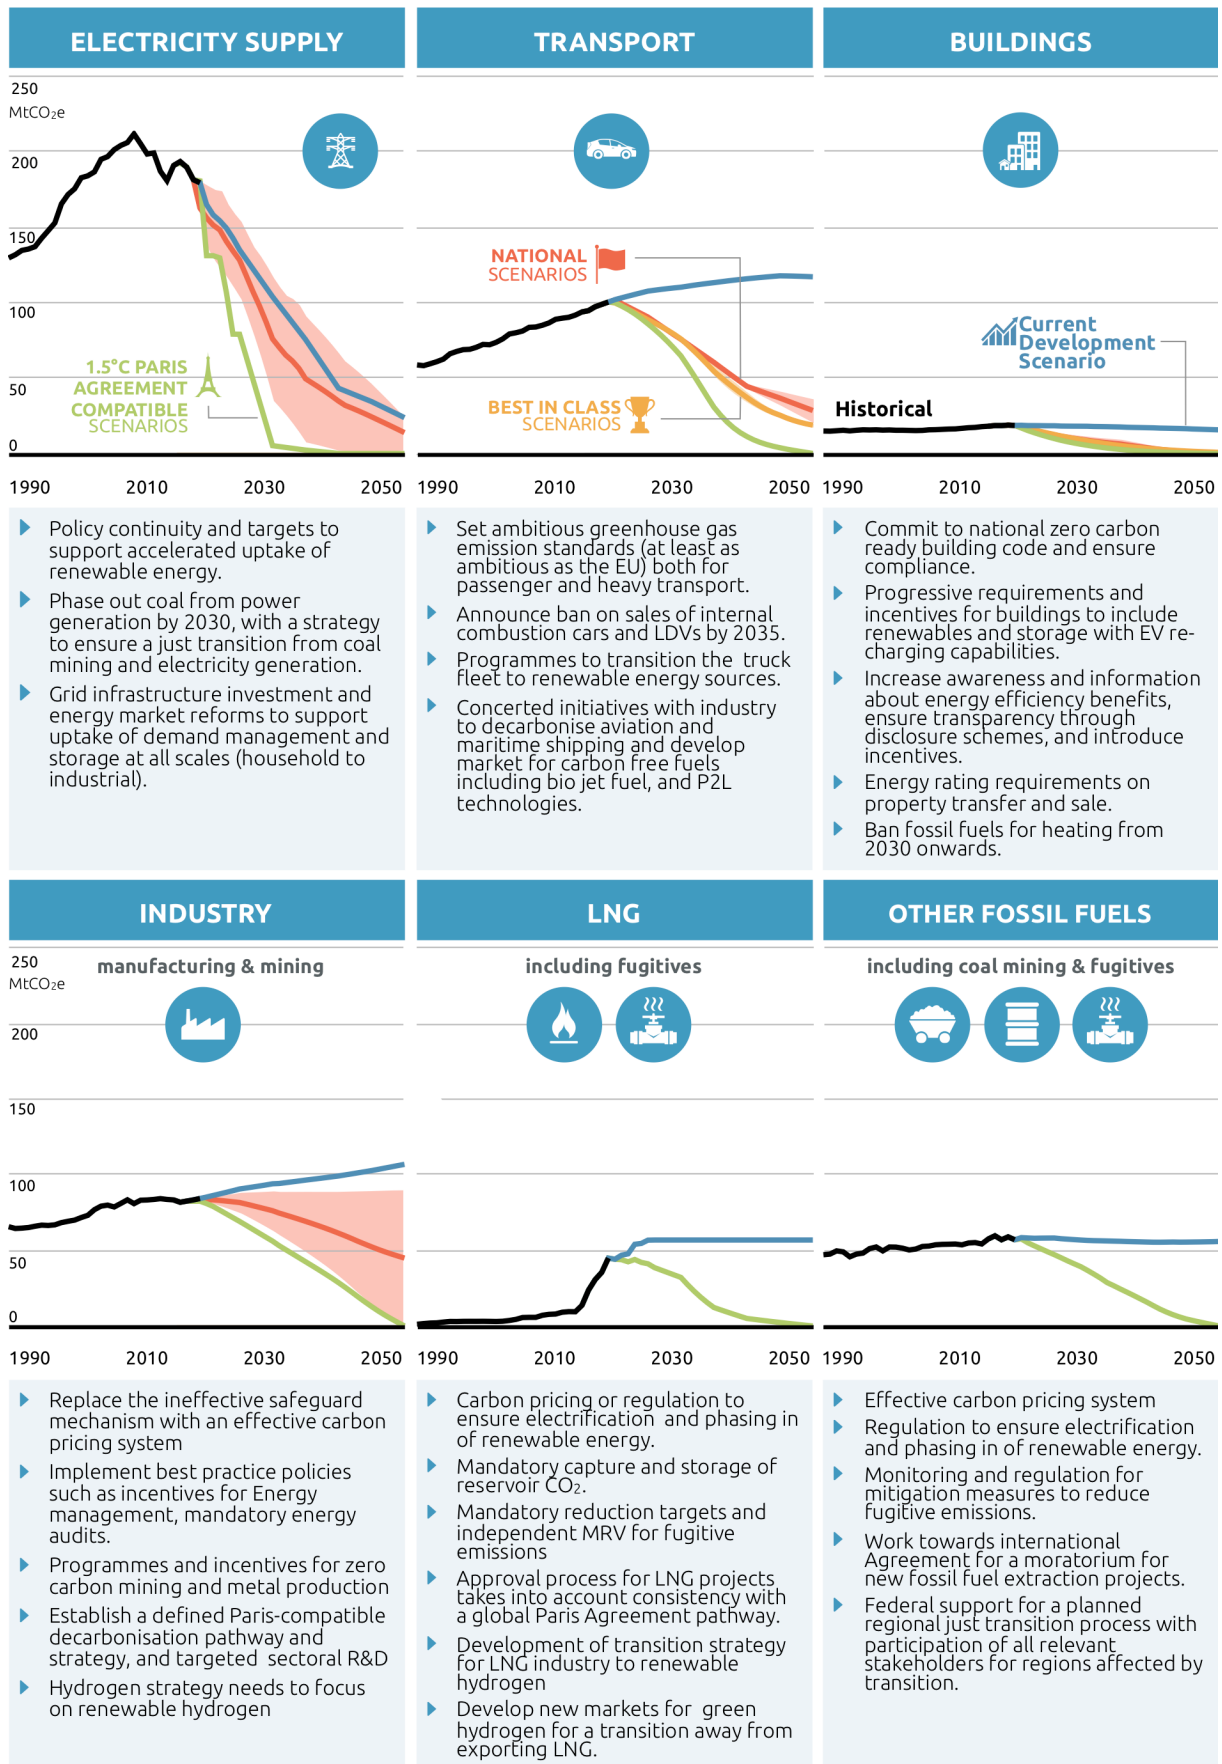 ELECTRICITY SUPPLY
250
MtCO₂e
200
150
100
1.5°C PARIS
AGREEMENT
COMPATIBLE
SCENARIOS
50
0
1990 2010 2030 2050
Policy continuity and targets to
support accelerated uptake of
renewable energy.
Phase out coal from power
generation by 2030, with a strategy
to ensure a just transition from coal
mining and electricity generation.
Grid infrastructure investment and
energy market reforms to support
uptake of demand management and
storage at all scales (household to
industrial).
TRANSPORT
NATIONAL
SCENARIOS
BEST IN CLASS
SCENARIOS
1990 2010 2030 2050
Set ambitious greenhouse gas
emission standards (at least as
ambitious as the EU) both for
passenger and heavy transport.
Announce ban on sales of internal
combustion cars and LDVs by 2035.
Programmes to transition the truck
fleet to renewable energy sources.
Concerted initiatives with industry
to decarbonise aviation and
maritime shipping and develop
market for carbon free fuels
including bio jet fuel, and P2L
technologies.
BUILDINGS
Current
Development
Scenario
Historical
1990 2010 2030 2050
Commit to national zero carbon
ready building code and ensure
compliance.
Progressive requirements and
incentives for buildings to include
renewables and storage with EV re-
charging capabilities.
Increase awareness and information
about energy efficiency benefits,
ensure transparency through
disclosure schemes, and introduce
incentives.
Energy rating requirements on
property transfer and sale.
Ban fossil fuels for heating from
2030 onwards.
INDUSTRY
250
manufacturing & mining
MtCO₂e
200
150
100
50
0
1990 2010 2030 2050
Replace the ineffective safeguard
mechanism with an effective carbon
pricing system
Implement best practice policies
such as incentives for Energy
management, mandatory energy
audits.
Programmes and incentives for zero
carbon mining and metal production
Establish a defined Paris-compatible
decarbonisation pathway and
strategy, and targeted sectoral R&D
Hydrogen strategy needs to focus
on renewable hydrogen
LNG
including fugitives
1990 2010 2030 2050
Carbon pricing or regulation to
ensure electrification and phasing in
of renewable energy.
Mandatory capture and storage of
reservoir CO₂.
Mandatory reduction targets and
independent MRV for fugitive
emissions
Approval process for LNG projects
takes into account consistency with
a global Paris Agreement pathway.
Development of transition strategy
for LNG industry to renewable
hydrogen
Develop new markets for green
hydrogen for a transition away from
exporting LNG.
OTHER FOSSIL FUELS
including coal mining & fugitives
1990 2010 2030 2050
Effective carbon pricing system
Regulation to ensure electrification
and phasing in of renewable energy.
Monitoring and regulation for
mitigation measures to reduce
fugitive emissions.
Work towards international
Agreement for a moratorium for
new fossil fuel extraction projects.
Federal support for a planned
regional just transition process with
participation of all relevant
stakeholders for regions affected by
transition.